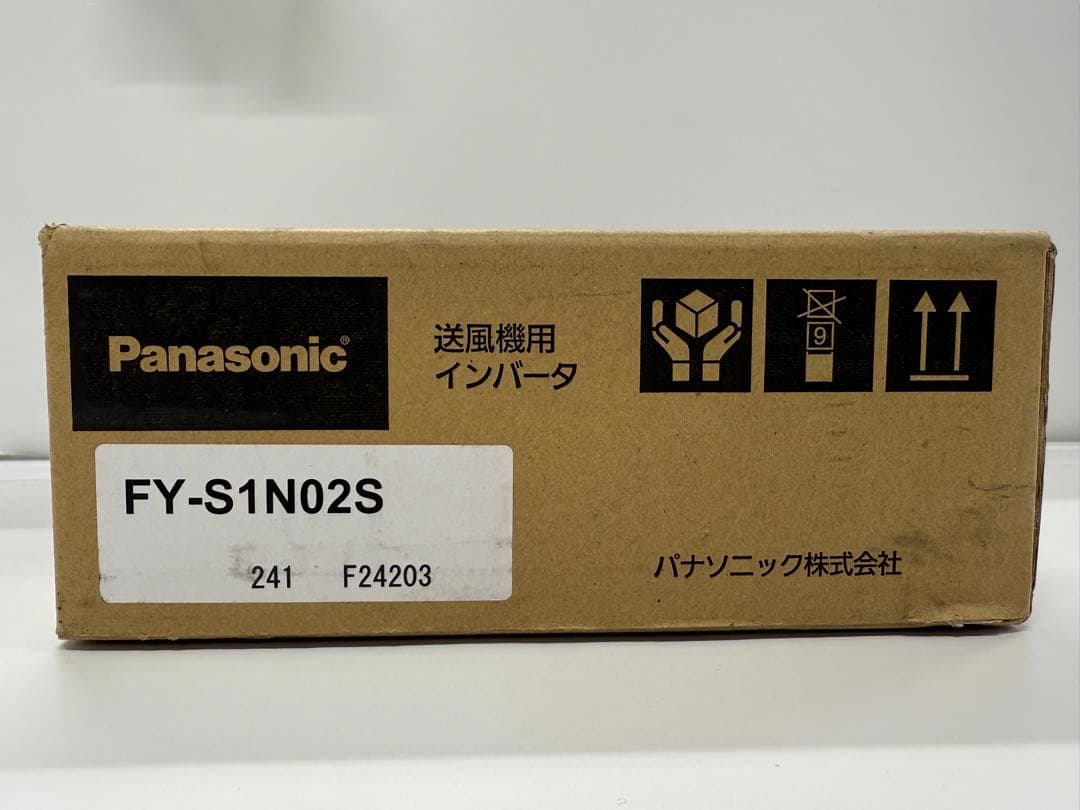 Panasonic®
送風機用
インバータ
9
FY-S1N02S
241 F24203
パナソニック株式会社